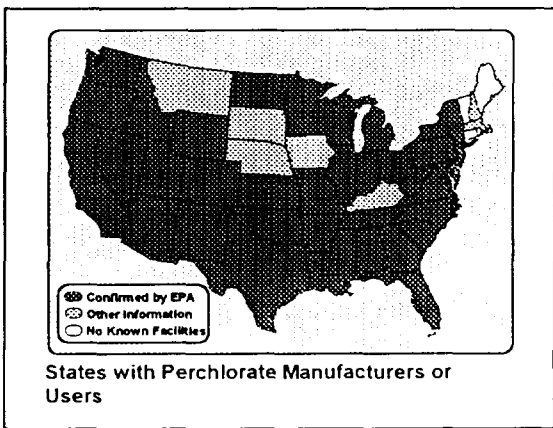 Confirmed by EPA
Other Information
No Known Facilities
States with Perchlorate Manufacturers or
Users